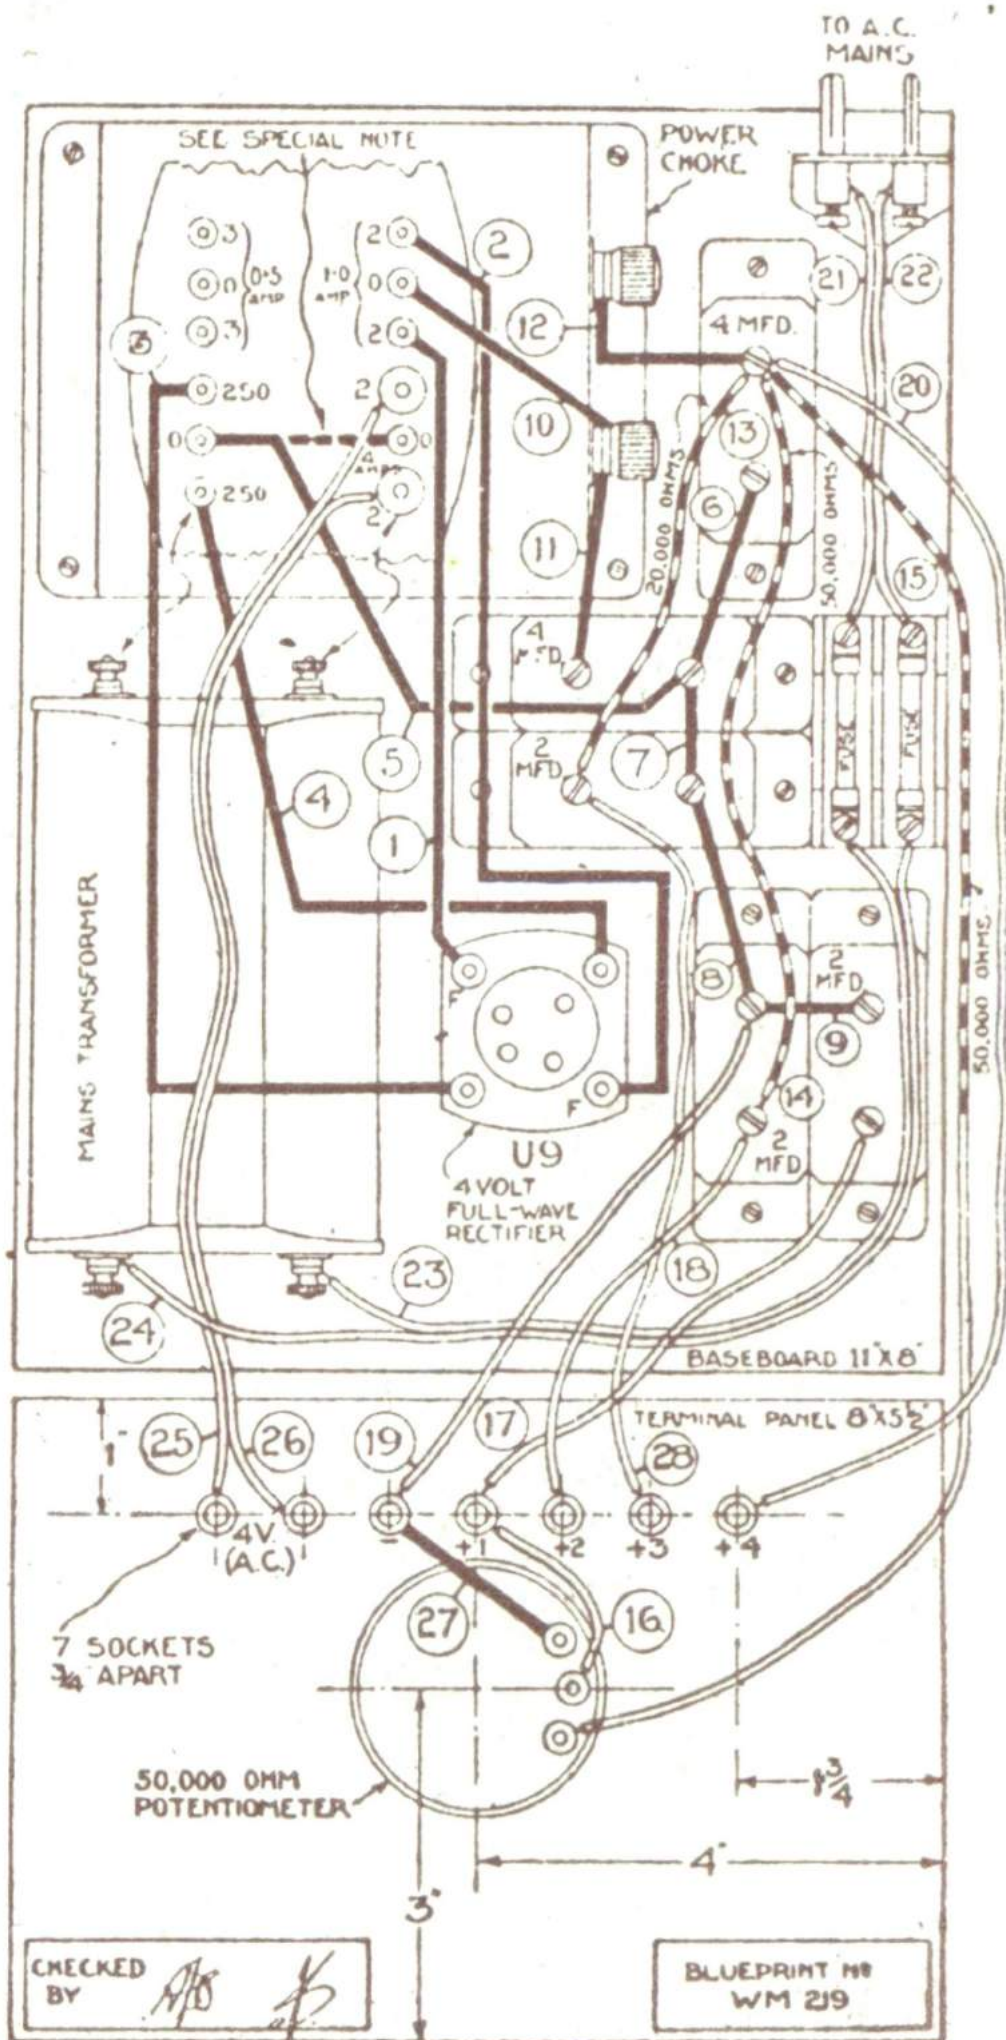 TO A.C.
MAINS
SEE SPECIAL NOTE
POWER
CHOKE
3
0
3
0·5
AMP
1·0
AMP
2
0
2
2
21
22
12
4 MFD.
3
250
0
250
2
0
4
AMPS
2
10
13
20
6
11
20.000 OHMS
50,000 OHMS
15
4
MFD.
2
MFD
5
7
4
1
FUSE
FUSE
MAINS TRANSFORMER
F
F
8
2
MFD
9
50,000 OHMS
14
2
MFD
U9
4 VOLT
FULL-WAVE
RECTIFIER
18
23
24
BASEBOARD 11"X8"
TERMINAL PANEL 8"X5½"
1"
25
26
19
17
28
4V.
(A.C.)
-
+1
+2
+3
+4
27
16
7 SOCKETS
¾" APART
50,000 OHM
POTENTIOMETER
1¾
4"
3"
CHECKED
BY
BLUEPRINT Nº
WM 219